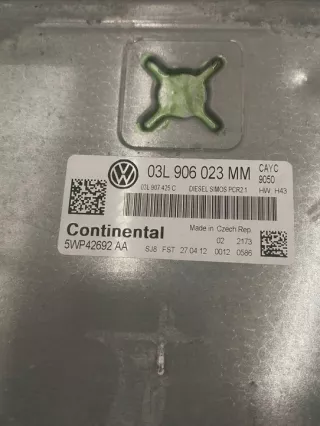 03L 906 023 MM CAYC
9050
03L 907 425 C DIESEL SIMOS PCR2.1 HW H43
Continental Made in Czech Rep.
5WP42692 AA 02 2173
SJ5 FST 27 04 12 0012 0586